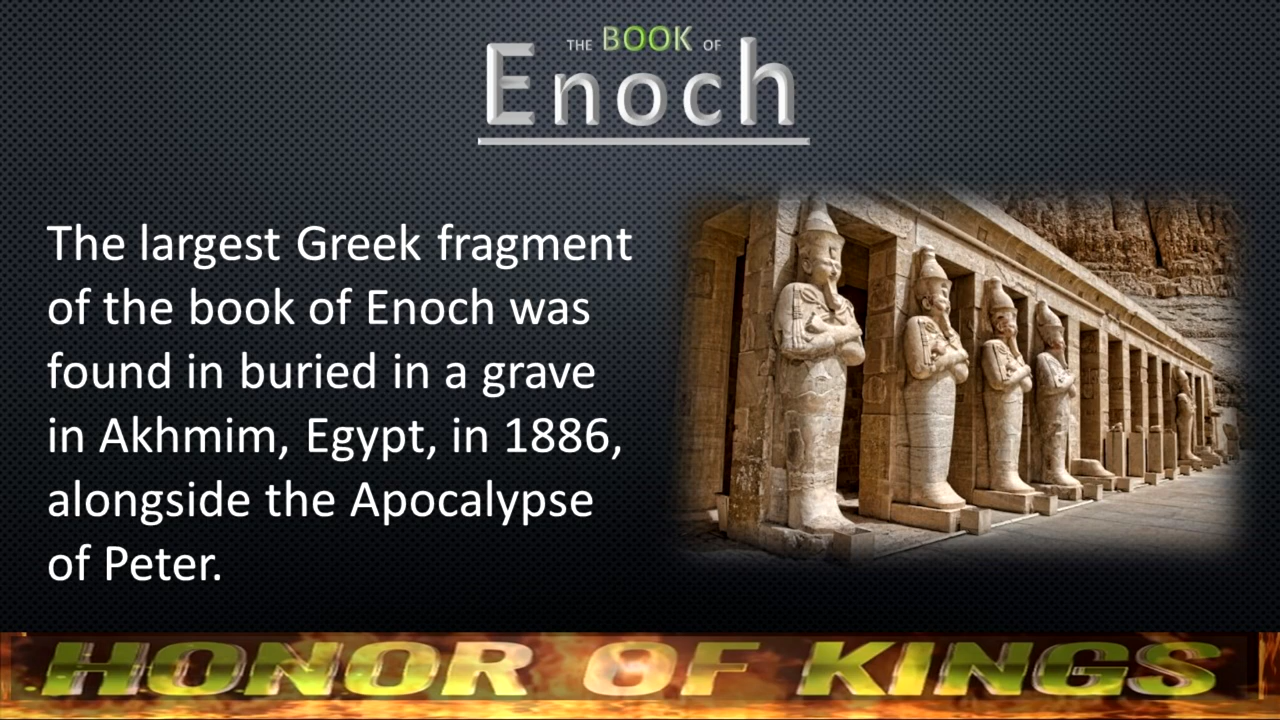 THE BOOK OF
Enoch
The largest Greek fragment
of the book of Enoch was
found in buried in a grave
in Akhmim, Egypt, in 1886,
alongside the Apocalypse
of Peter.
HONOR OF KINGS